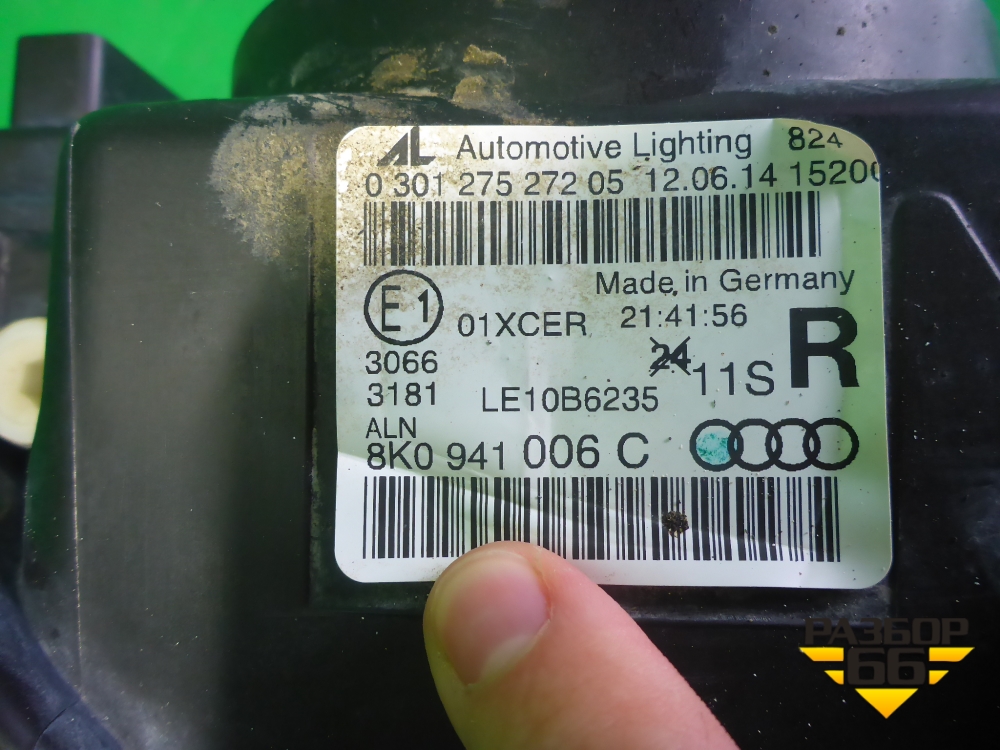 AL Automotive Lighting 824
0 301 275 272 05 12.06.14 15200
Made in Germany
E1 01XCER 21:41:56 R
3066 24 11S
3181 LE10B6235
ALN
8K0 941 006 C
РАЗБОР
66